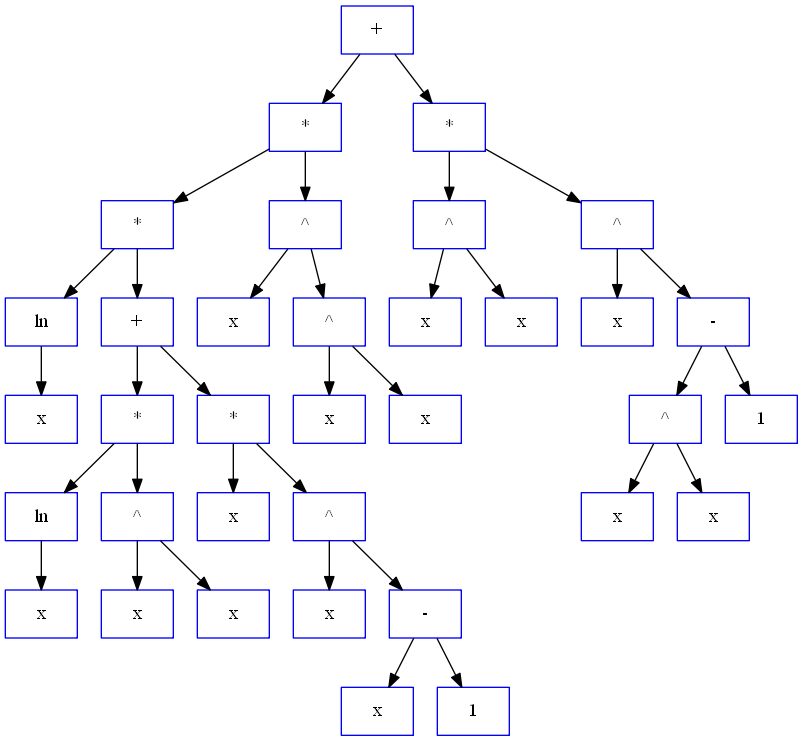 +
* *
* ^ ^ ^
ln + x ^ x x x -
x * * x x ^ 1
ln ^ x ^ x x
x x x x -
x 1